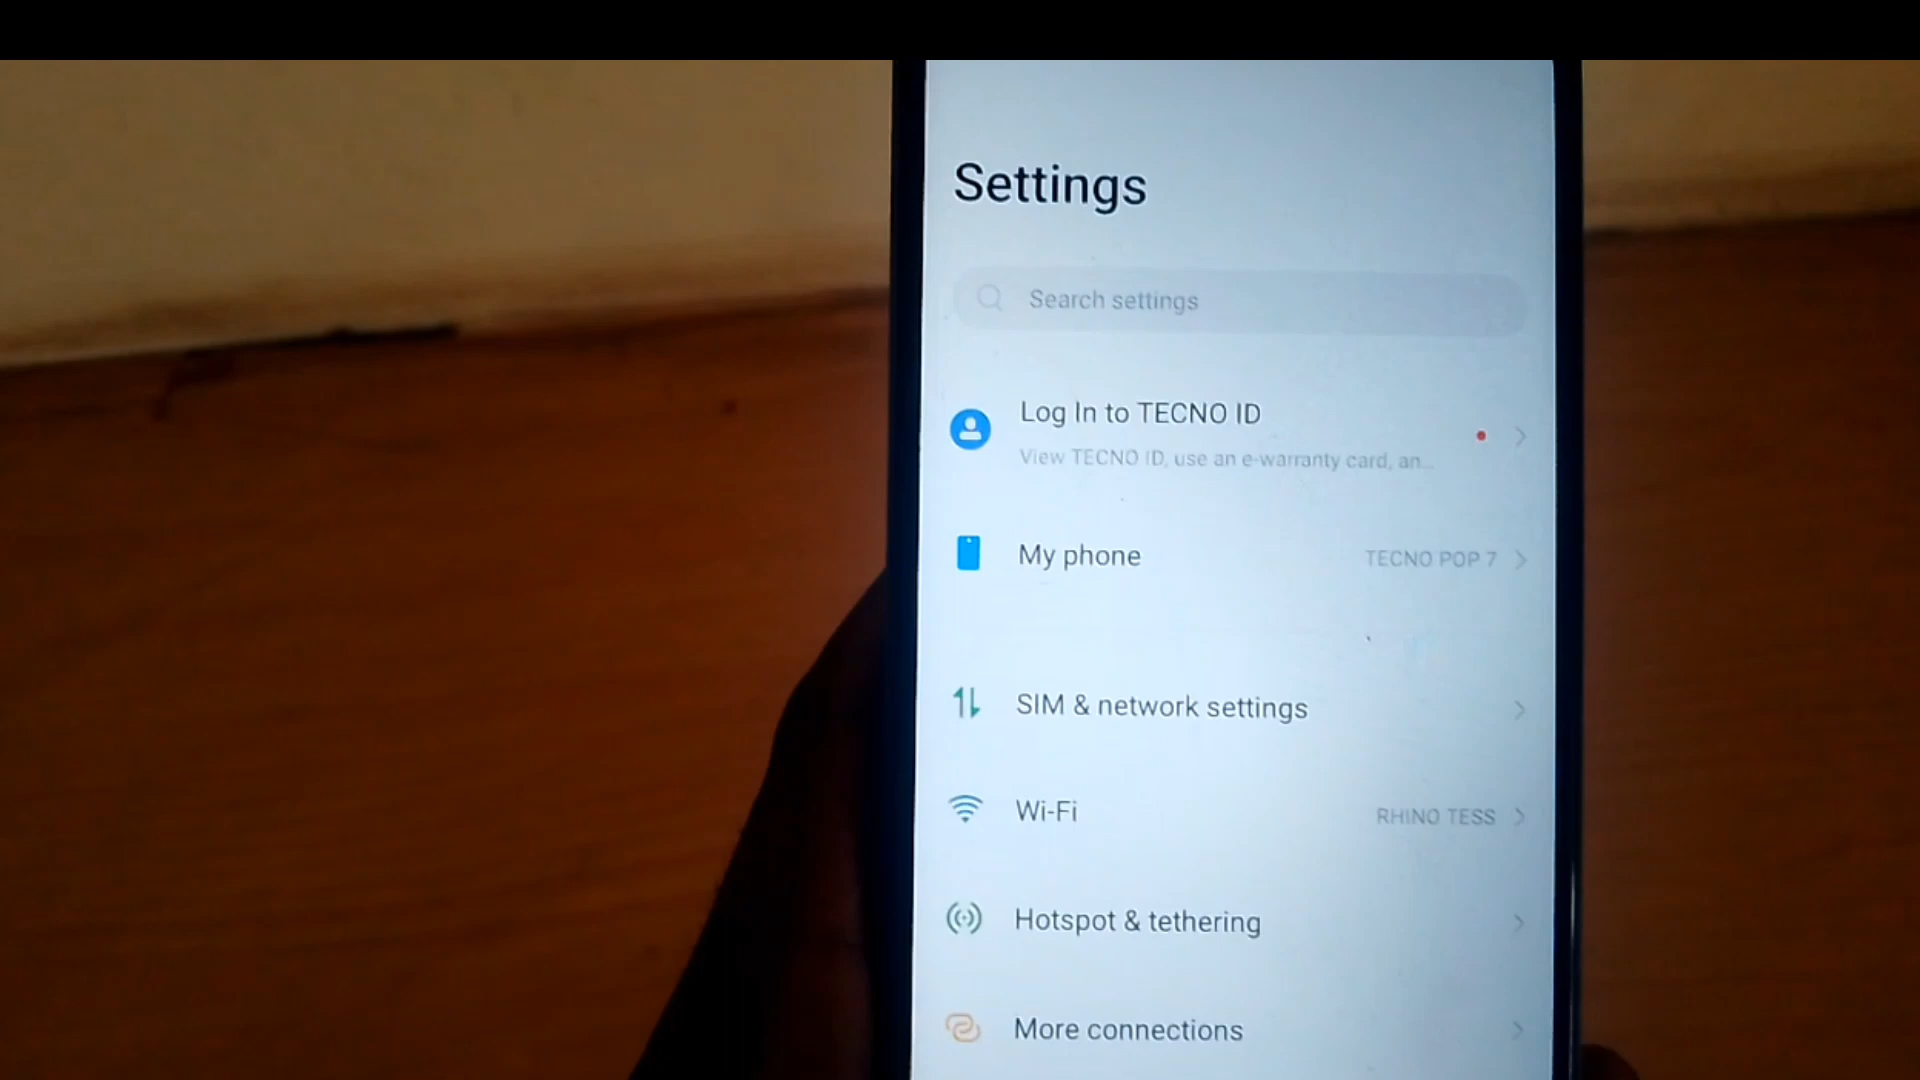 Settings
Search settings
Log In to TECNO ID
View TECNO ID, use an e-warranty card, an...
My phone
TECNO POP 7
SIM & network settings
Wi-Fi
RHINO TESS
Hotspot & tethering
More connections